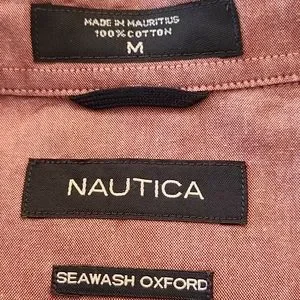 MADE IN MAURITIUS
100% COTTON
M
NAUTICA
SEAWASH OXFORD